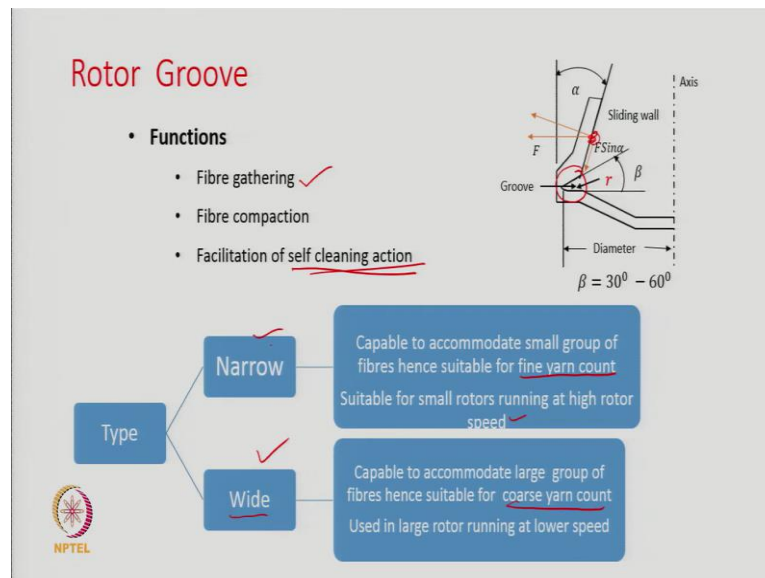 Rotor Groove
• Functions
• Fibre gathering
• Fibre compaction
• Facilitation of self cleaning action
α
Axis
Sliding wall
F
FSinα
β
Groove
r
Diameter
β = 30⁰ − 60⁰
Type
Narrow
Capable to accommodate small group of
fibres hence suitable for fine yarn count
Suitable for small rotors running at high rotor
speed
Wide
Capable to accommodate large group of
fibres hence suitable for coarse yarn count
Used in large rotor running at lower speed
NPTEL